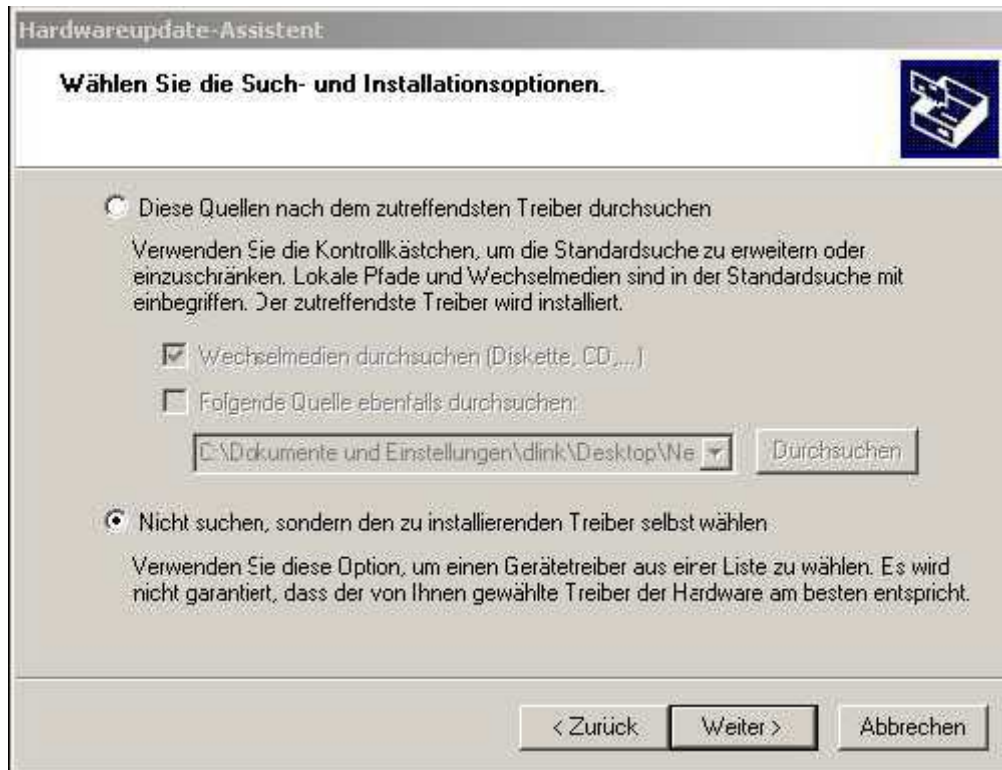 Hardwareupdate-Assistent
Wählen Sie die Such- und Installationsoptionen.
Diese Quellen nach dem zutreffendsten Treiber durchsuchen
Verwenden Sie die Kontrollkästchen, um die Standardsuche zu erweitern oder
einzuschränken. Lokale Pfade und Wechselmedien sind in der Standardsuche mit
einbegriffen. Der zutreffendste Treiber wird installiert.
Wechselmedien durchsuchen (Diskette, CD,...)
Folgende Quelle ebenfalls durchsuchen:
C:\Dokumente und Einstellungen\dlink\Desktop\Ne
Durchsuchen
Nicht suchen, sondern den zu installierenden Treiber selbst wählen
Verwenden Sie diese Option, um einen Gerätetreiber aus einer Liste zu wählen. Es wird
nicht garantiert, dass der von Ihnen gewählte Treiber der Hardware am besten entspricht.
< Zurück Weiter > Abbrechen